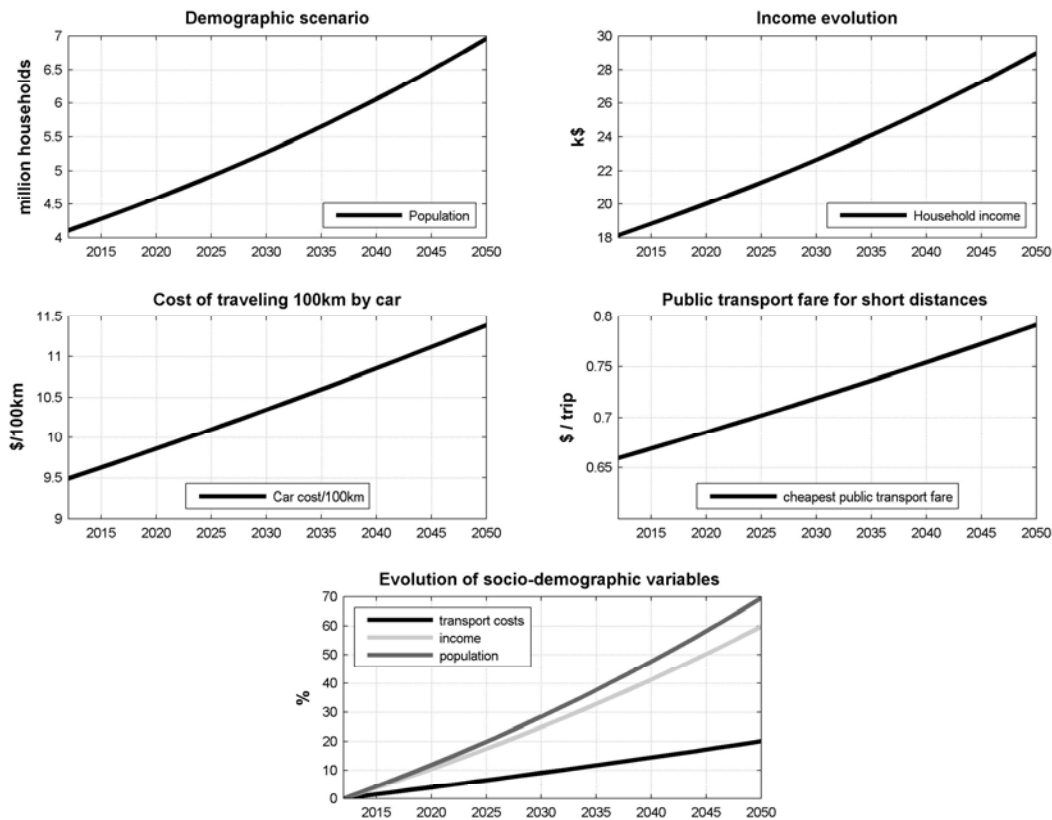 Demographic scenario
million households
7
6.5
6
5.5
5
4.5
4
Population
2015 2020 2025 2030 2035 2040 2045 2050
Income evolution
k$
30
28
26
24
22
20
18
Household income
2015 2020 2025 2030 2035 2040 2045 2050
Cost of traveling 100km by car
$/100km
11.5
11
10.5
10
9.5
9
Car cost/100km
2015 2020 2025 2030 2035 2040 2045 2050
Public transport fare for short distances
$ / trip
0.8
0.75
0.7
0.65
cheapest public transport fare
2015 2020 2025 2030 2035 2040 2045 2050
Evolution of socio-demographic variables
%
70
60
50
40
30
20
10
0
transport costs
income
population
2015 2020 2025 2030 2035 2040 2045 2050